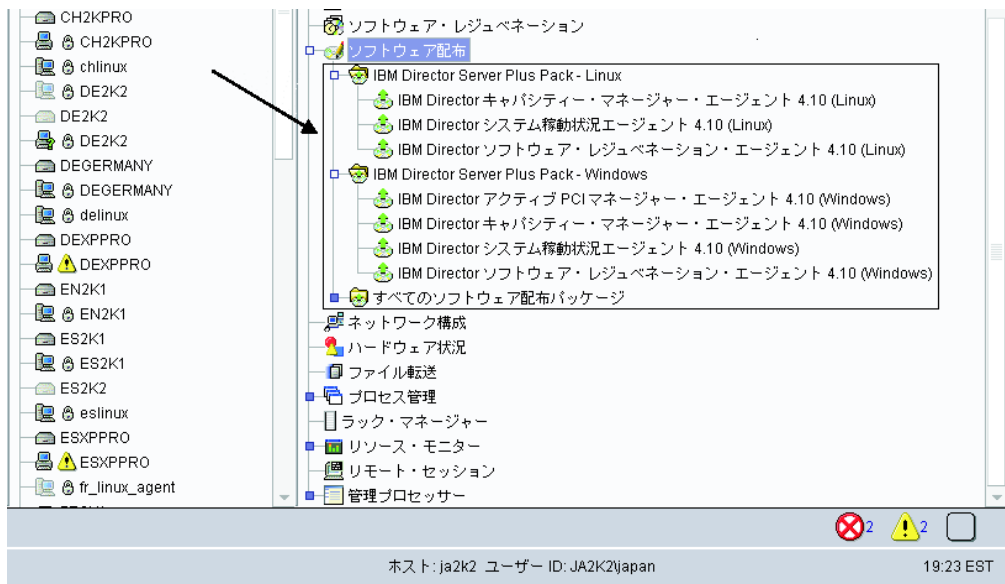 CH2KPRO
CH2KPRO
chlinux
DE2K2
DE2K2
DE2K2
DEGERMANY
DEGERMANY
delinux
DEXPPRO
DEXPPRO
EN2K1
EN2K1
ES2K1
ES2K1
ES2K2
eslinux
ESXPPRO
ESXPPRO
fr_linux_agent
ソフトウェア・レジュベネーション
ソフトウェア配布
IBM Director Server Plus Pack - Linux
IBM Director キャパシティー・マネージャー・エージェント 4.10 (Linux)
IBM Director システム稼動状況エージェント 4.10 (Linux)
IBM Director ソフトウェア・レジュベネーション・エージェント 4.10 (Linux)
IBM Director Server Plus Pack - Windows
IBM Director アクティブ PCI マネージャー・エージェント 4.10 (Windows)
IBM Director キャパシティー・マネージャー・エージェント 4.10 (Windows)
IBM Director システム稼動状況エージェント 4.10 (Windows)
IBM Director ソフトウェア・レジュベネーション・エージェント 4.10 (Windows)
すべてのソフトウェア配布パッケージ
ネットワーク構成
ハードウェア状況
ファイル転送
プロセス管理
ラック・マネージャー
リソース・モニター
リモート・セッション
管理プロセッサー
2 2
ホスト: ja2k2 ユーザー ID: JA2K2\japan 19:23 EST